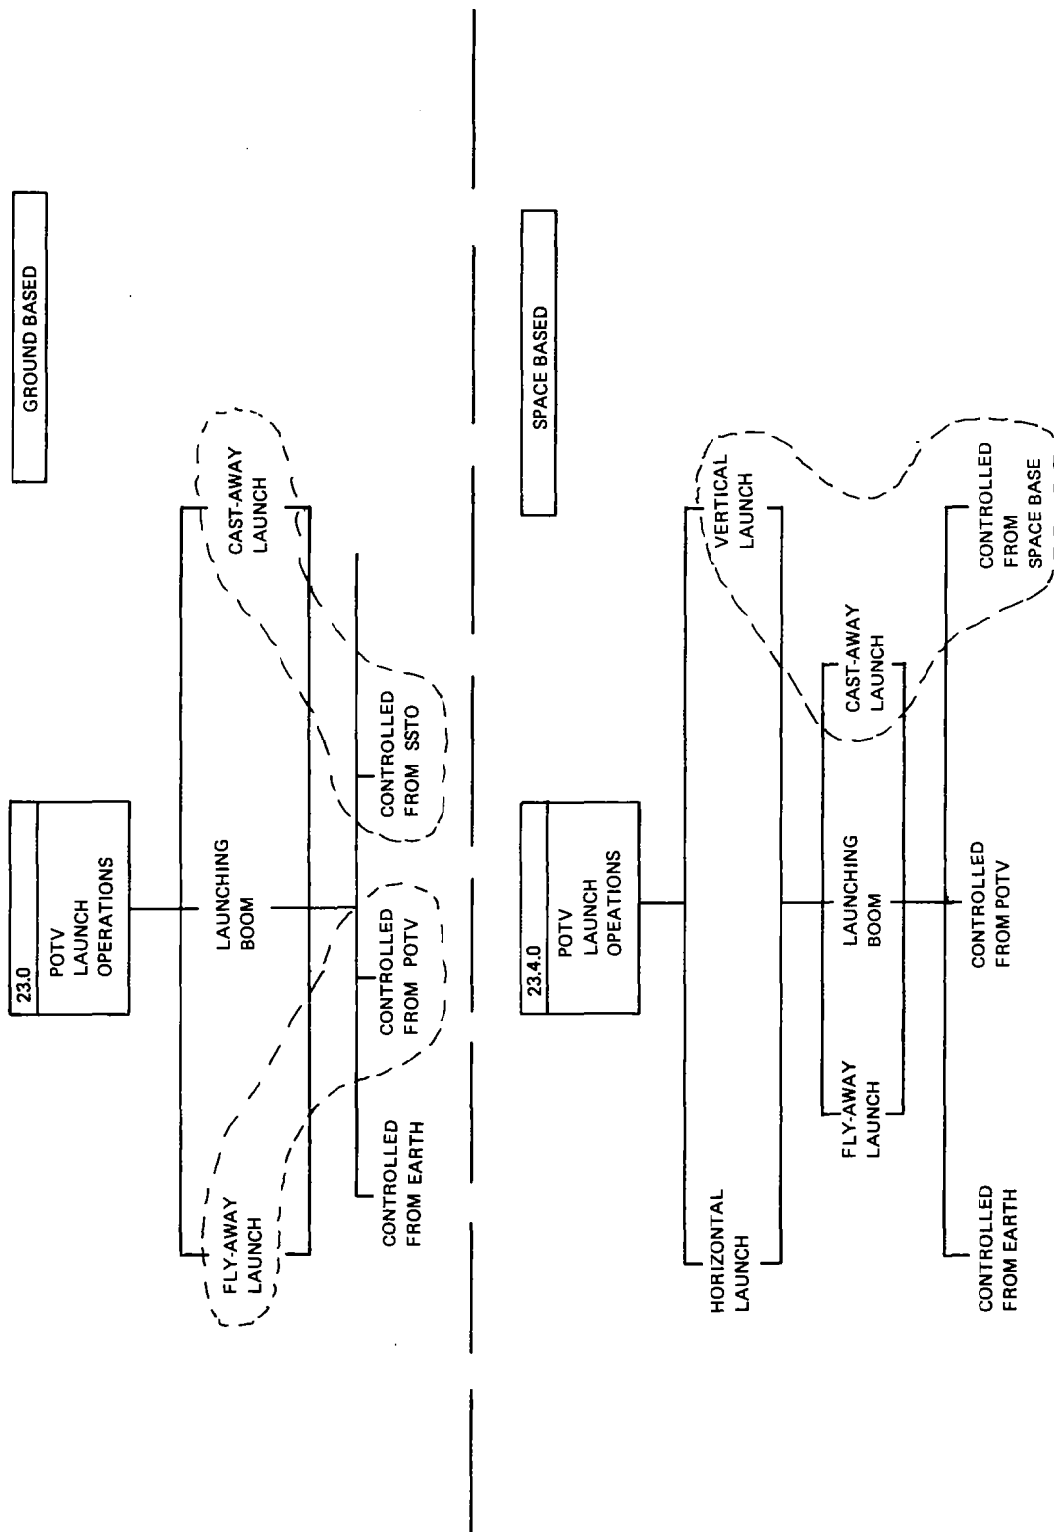 GROUND BASED
23.0
POTV
LAUNCH
OPERATIONS
FLY-AWAY
LAUNCH
LAUNCHING
BOOM
CAST-AWAY
LAUNCH
CONTROLLED
FROM EARTH
CONTROLLED
FROM POTV
CONTROLLED
FROM SSTO
SPACE BASED
23.4.0
POTV
LAUNCH
OPEATIONS
HORIZONTAL
LAUNCH
VERTICAL
LAUNCH
FLY-AWAY
LAUNCH
LAUNCHING
BOOM
CAST-AWAY
LAUNCH
CONTROLLED
FROM EARTH
CONTROLLED
FROM POTV
CONTROLLED
FROM
SPACE BASE